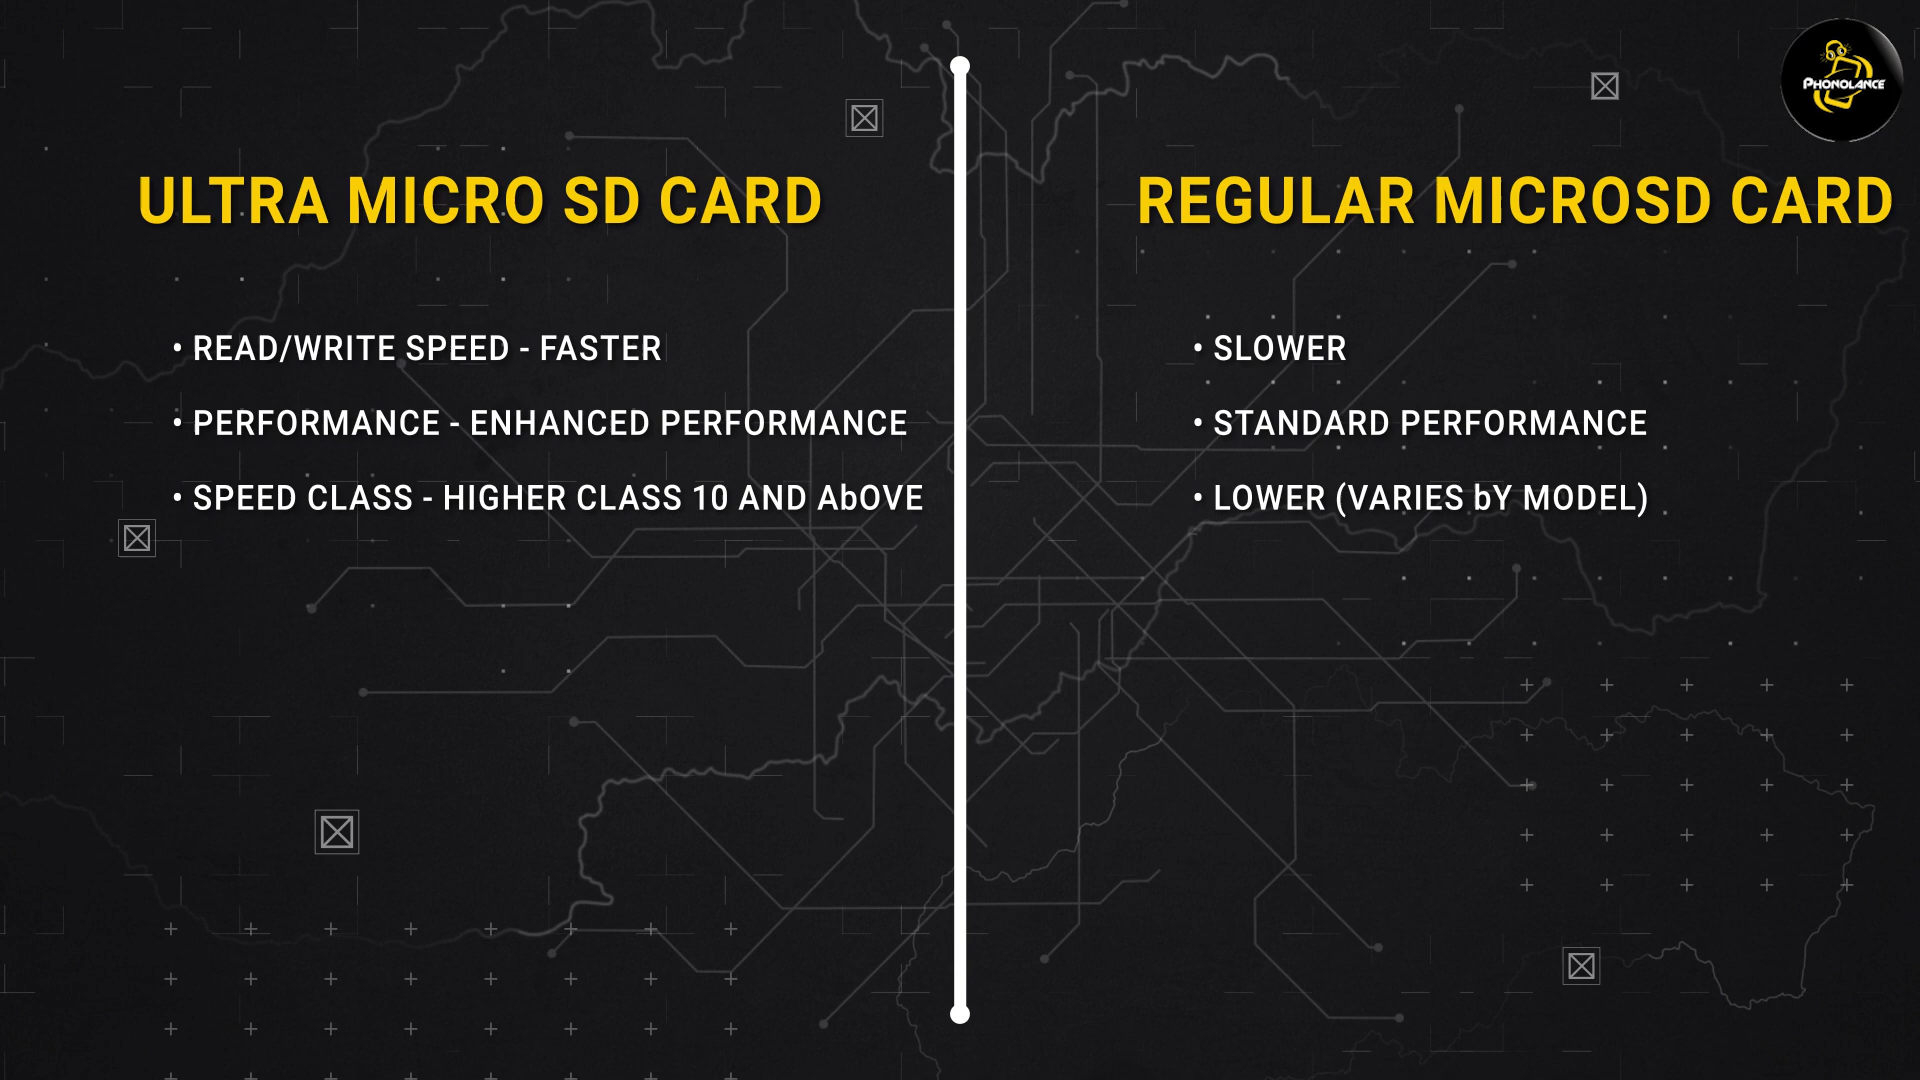 PHONOLANCE
ULTRA MICRO SD CARD
• READ/WRITE SPEED - FASTER
• PERFORMANCE - ENHANCED PERFORMANCE
• SPEED CLASS - HIGHER CLASS 10 AND AbOVE
REGULAR MICROSD CARD
• SLOWER
• STANDARD PERFORMANCE
• LOWER (VARIES bY MODEL)